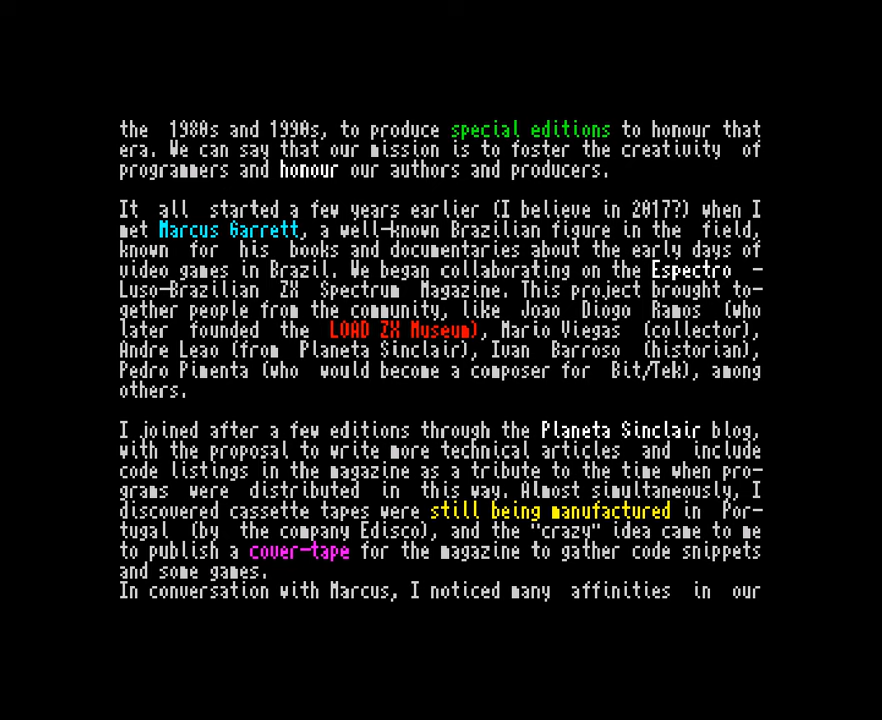 the 1980s and 1990s, to produce special editions to honour that
era. We can say that our mission is to foster the creativity of
programmers and honour our authors and producers.
It all started a few years earlier (I believe in 2017?) when I
met Marcus Garrett, a well-known Brazilian figure in the field,
known for his books and documentaries about the early days of
video games in Brazil. We began collaborating on the Espectro -
Luso-Brazilian ZX Spectrum Magazine. This project brought to-
gether people from the community, like Joao Diogo Ramos (who
later founded the LOAD ZX Museum), Mario Viegas (collector),
Andre Leao (from Planeta Sinclair), Ivan Barroso (historian),
Pedro Pimenta (who would become a composer for Bit/Tek), among
others.
I joined after a few editions through the Planeta Sinclair blog,
with the proposal to write more technical articles and include
code listings in the magazine as a tribute to the time when pro-
grams were distributed in this way. Almost simultaneously, I
discovered cassette tapes were still being manufactured in Por-
tugal (by the company Edisco), and the "crazy" idea came to me
to publish a cover-tape for the magazine to gather code snippets
and some games.
In conversation with Marcus, I noticed many affinities in our